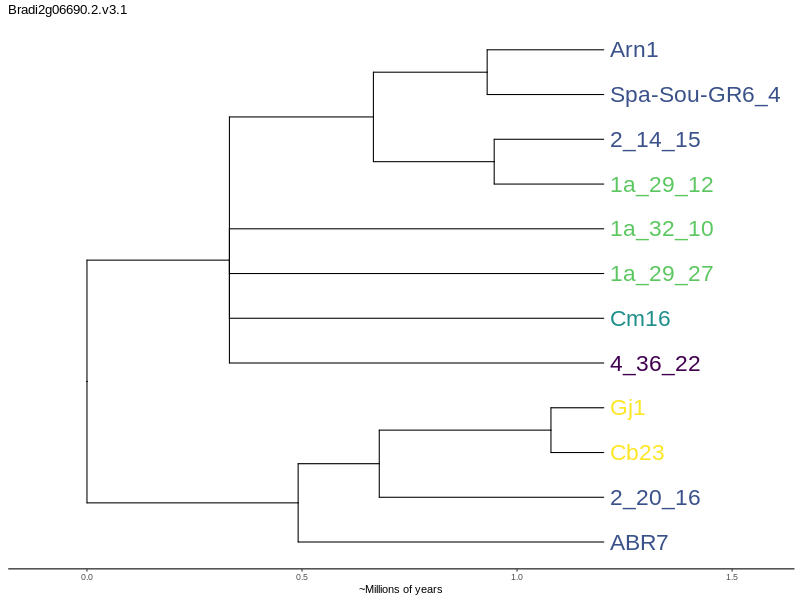 Bradi2g06690.2.v3.1
Arn1
Spa-Sou-GR6_4
2_14_15
1a_29_12
1a_32_10
1a_29_27
Cm16
4_36_22
Gj1
Cb23
2_20_16
ABR7
0.0 0.5 1.0 1.5
~Millions of years